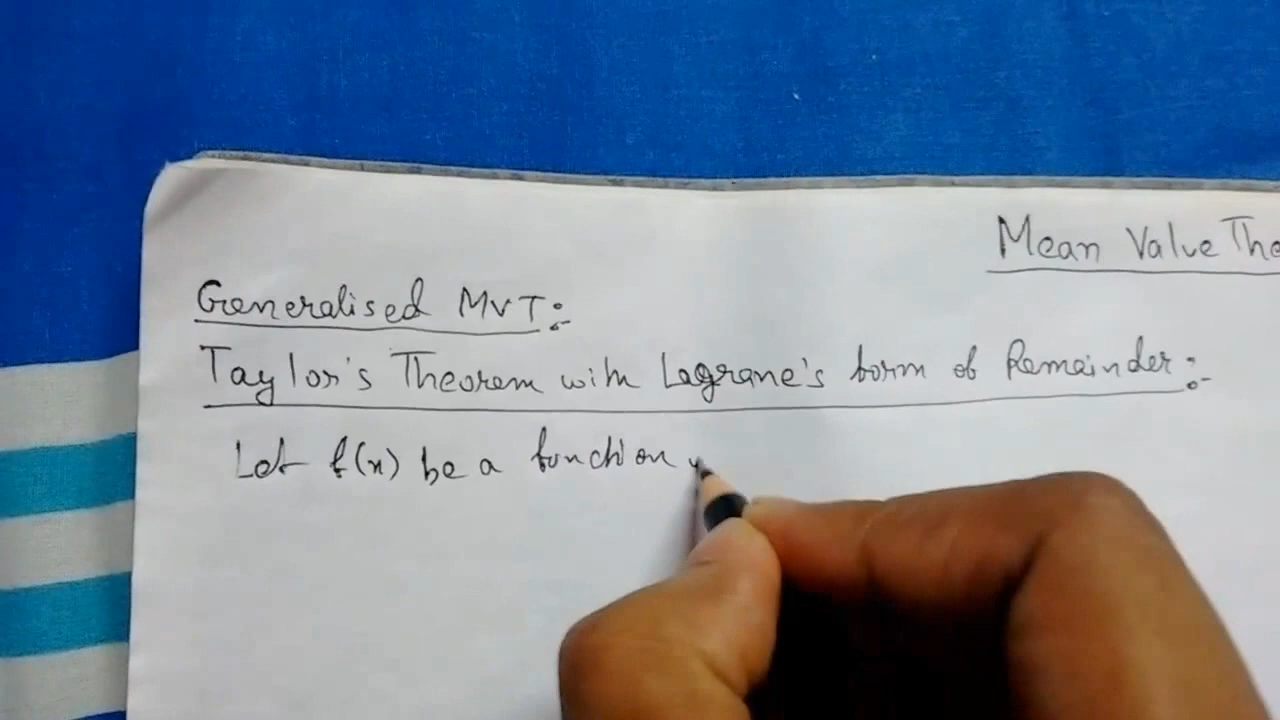 Mean Value The
Generalised MVT:-
Taylor's Theorem with Lagrane's form of Remainder:-
Let f(x) be a function